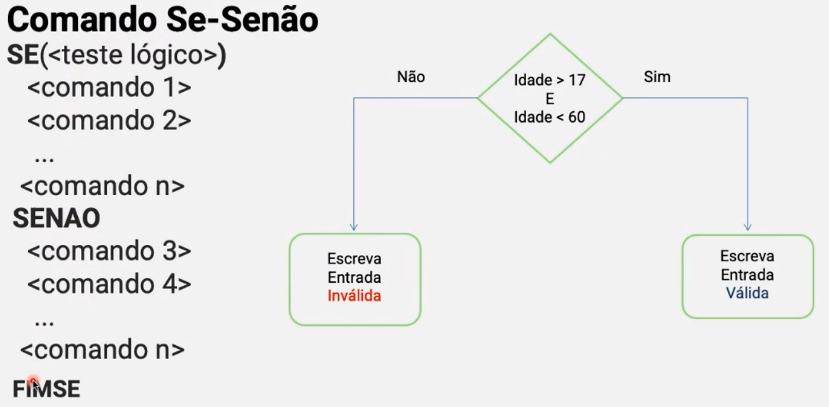 Comando Se-Senão
SE(<teste lógico>)
<comando 1>
<comando 2>
...
<comando n>
SENAO
<comando 3>
<comando 4>
...
<comando n>
FIMSE
Não
Idade > 17
E
Idade < 60
Sim
Escreva
Entrada
Inválida
Escreva
Entrada
Válida